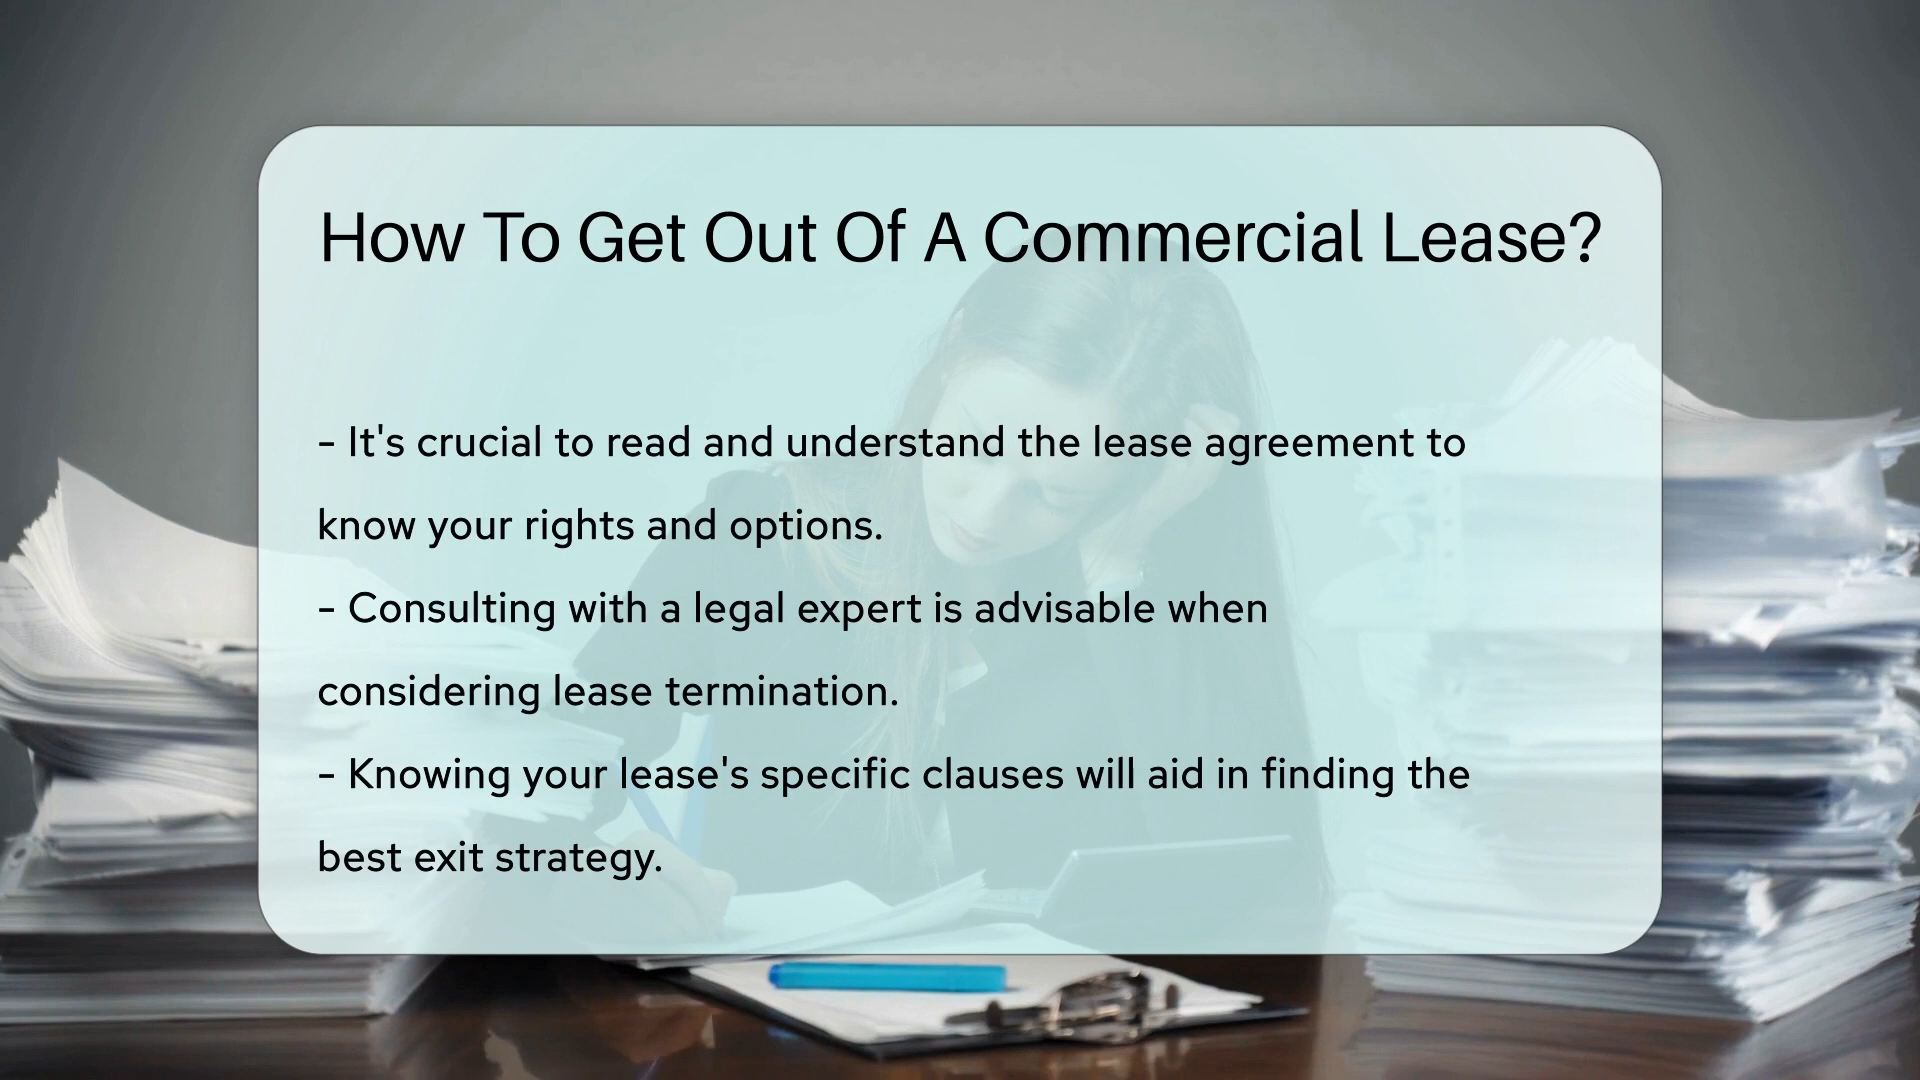 How To Get Out Of A Commercial Lease?
- It's crucial to read and understand the lease agreement to
know your rights and options.
- Consulting with a legal expert is advisable when
considering lease termination.
- Knowing your lease's specific clauses will aid in finding the
best exit strategy.